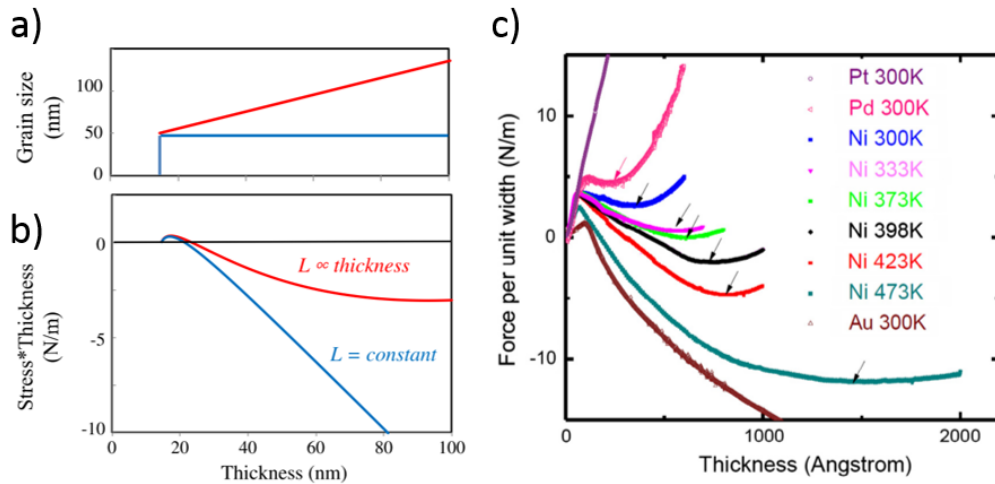 a)
Grain size
(nm)
100
50
0
b)
Stress*Thickness
(N/m)
0
-5
-10
L ∝ thickness
L = constant
0 20 40 60 80 100
Thickness (nm)
c)
Force per unit width (N/m)
10
0
-10
Pt 300K
Pd 300K
Ni 300K
Ni 333K
Ni 373K
Ni 398K
Ni 423K
Ni 473K
Au 300K
0 1000 2000
Thickness (Angstrom)